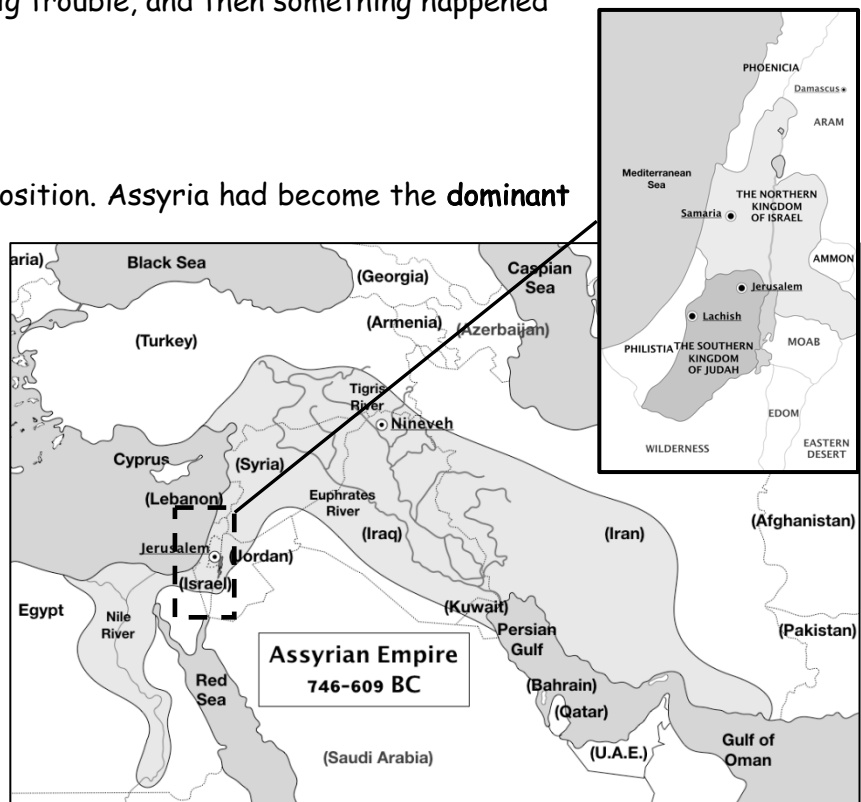 g trouble, and then something happened
osition. Assyria had become the dominant
PHOENICIA
Damascus
ARAM
Mediterranean
Sea
THE NORTHERN
KINGDOM
OF ISRAEL
Samaria
AMMON
Jerusalem
Lachish
PHILISTIA
THE SOUTHERN
KINGDOM
OF JUDAH
MOAB
EDOM
WILDERNESS
EASTERN
DESERT
aria)
Black Sea
(Georgia)
Caspian
Sea
(Turkey)
(Armenia)
(Azerbaijan)
Tigris
River
Nineveh
Cyprus
(Syria)
(Lebanon)
Euphrates
River
(Iraq)
(Iran)
(Afghanistan)
Jerusalem
(Jordan)
(Israel)
Egypt
Nile
River
(Kuwait)
Persian
Gulf
(Pakistan)
Assyrian Empire
746-609 BC
Red
Sea
(Bahrain)
(Qatar)
(U.A.E.)
Gulf of
Oman
(Saudi Arabia)